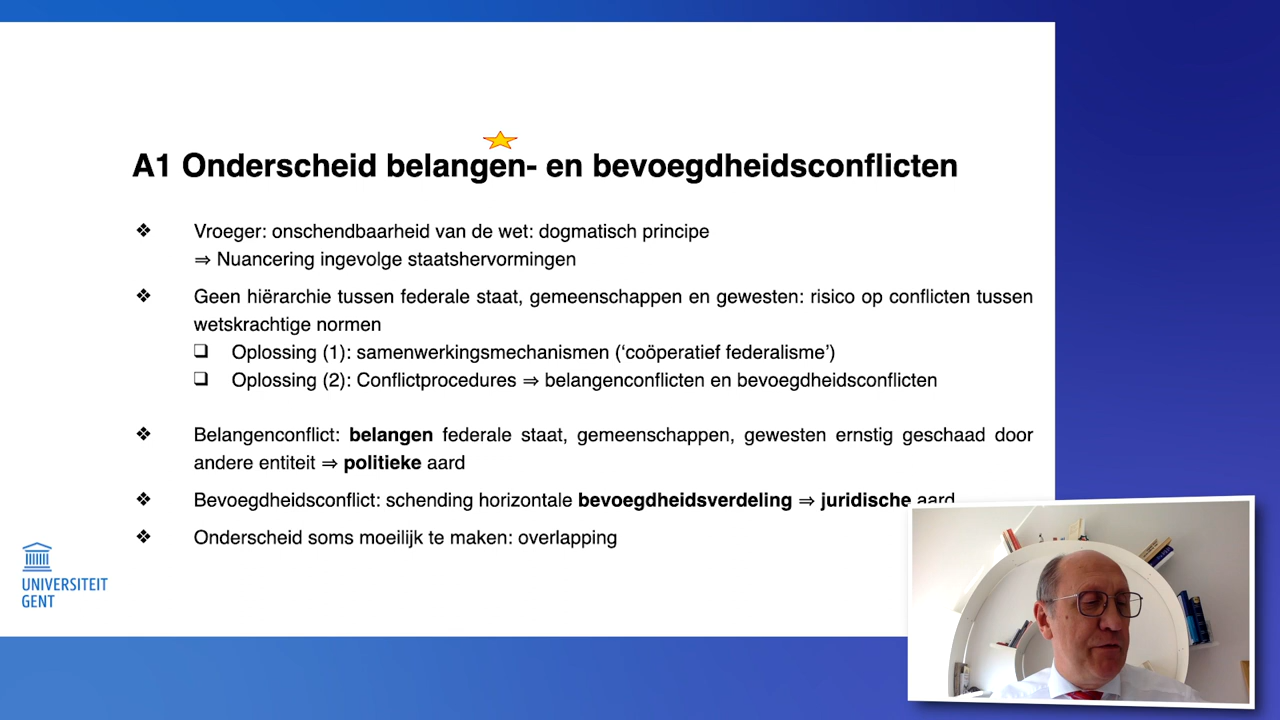 A1 Onderscheid belangen- en bevoegdheidsconflicten
❖ Vroeger: onschendbaarheid van de wet: dogmatisch principe
⇒ Nuancering ingevolge staatshervormingen
❖ Geen hiërarchie tussen federale staat, gemeenschappen en gewesten: risico op conflicten tussen
wetskrachtige normen
❑ Oplossing (1): samenwerkingsmechanismen (‘coöperatief federalisme’)
❑ Oplossing (2): Conflictprocedures ⇒ belangenconflicten en bevoegdheidsconflicten
❖ Belangenconflict: belangen federale staat, gemeenschappen, gewesten ernstig geschaad door
andere entiteit ⇒ politieke aard
❖ Bevoegdheidsconflict: schending horizontale bevoegdheidsverdeling ⇒ juridische aard
❖ Onderscheid soms moeilijk te maken: overlapping
UNIVERSITEIT
GENT